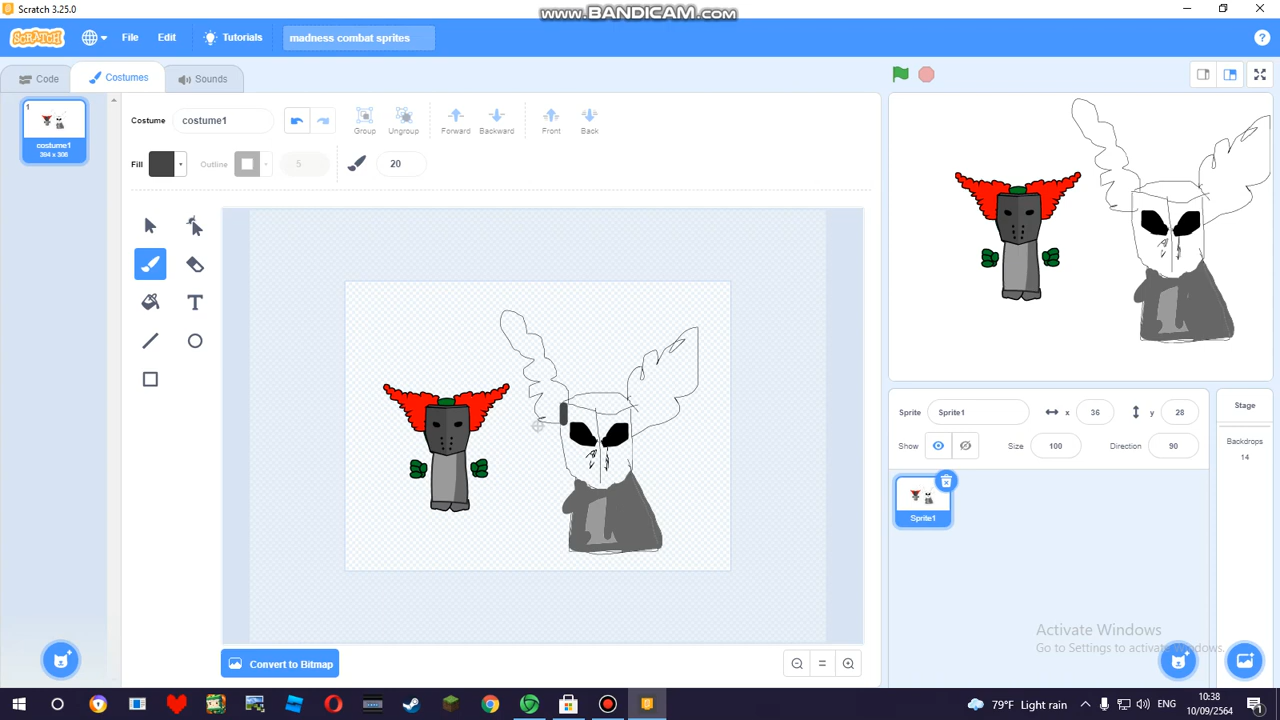 Scratch 3.25.0
www.BANDICAM.com
SCRATCH
File
Edit
Tutorials
madness combat sprites
?
Code
Costumes
Sounds
1
costume1
394 x 306
Costume
costume1
Group
Ungroup
Forward
Backward
Front
Back
Fill
Outline
5
20
T
Convert to Bitmap
Sprite
Sprite1
x
36
y
28
Show
Size
100
Direction
90
Sprite1
Stage
Backdrops
14
Activate Windows
Go to Settings to activate Windows.
79°F Light rain
ENG
10:38
10/09/2564